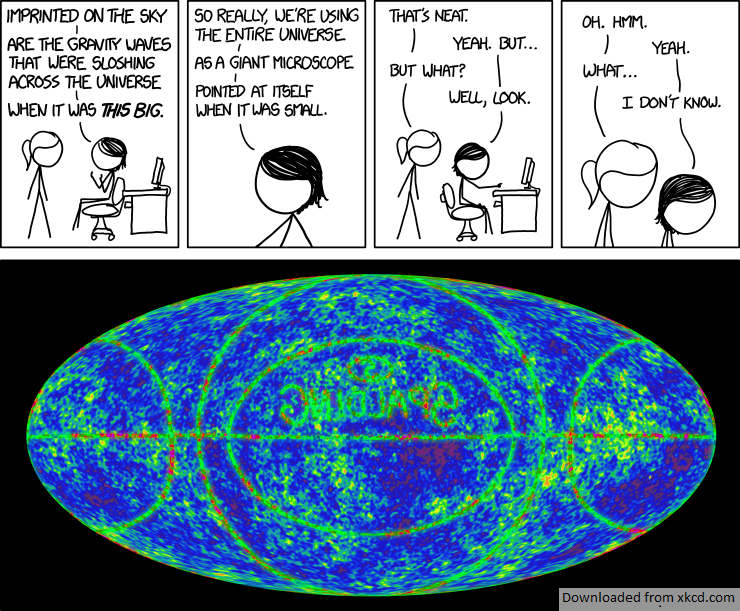 IMPRINTED ON THE SKY
ARE THE GRAVITY WAVES
THAT WERE SLOSHING
ACROSS THE UNIVERSE
WHEN IT WAS THIS BIG.
SO REALLY, WE'RE USING
THE ENTIRE UNIVERSE
AS A GIANT MICROSCOPE
POINTED AT ITSELF
WHEN IT WAS SMALL.
THAT'S NEAT.
YEAH. BUT...
BUT WHAT?
WELL, LOOK.
OH. HMM.
YEAH.
WHAT...
I DON'T KNOW.
SPALDING
Downloaded from xkcd.com